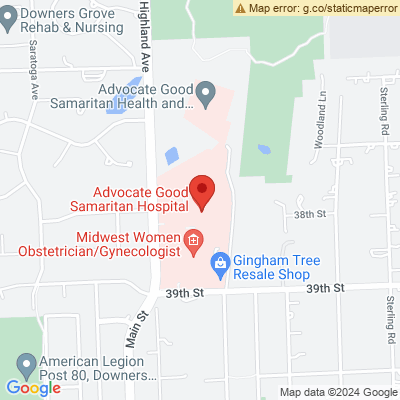 Map error: g.co/staticmaperror
Downers Grove
Rehab & Nursing
Highland Ave
Saratoga Ave
Advocate Good
Samaritan Health and...
Woodland Ln
Sterling Rd
Advocate Good
Samaritan Hospital
38th St
Midwest Women
Obstetrician/Gynecologist
Gingham Tree
Resale Shop
39th St
39th St
Main St
Sterling Rd
American Legion
Post 80, Downers...
Google
Map data ©2024 Google